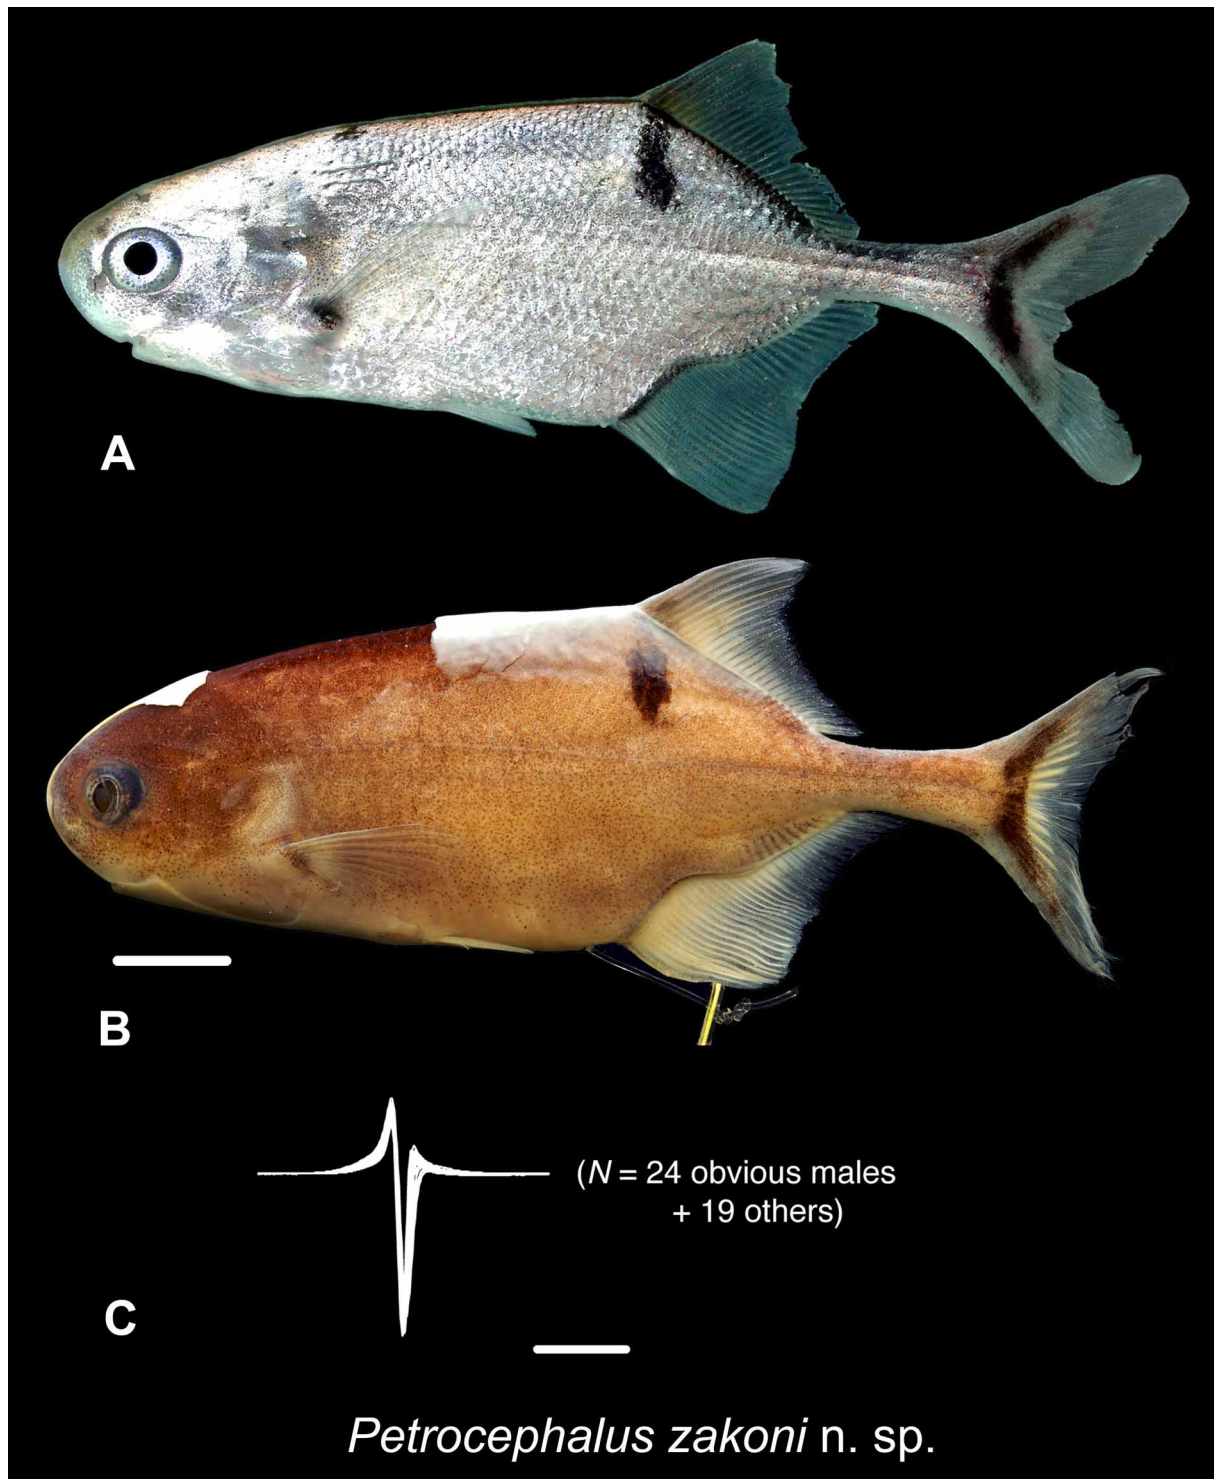 A
B
(N = 24 obvious males
+ 19 others)
C
Petrocephalus zakoni n. sp.